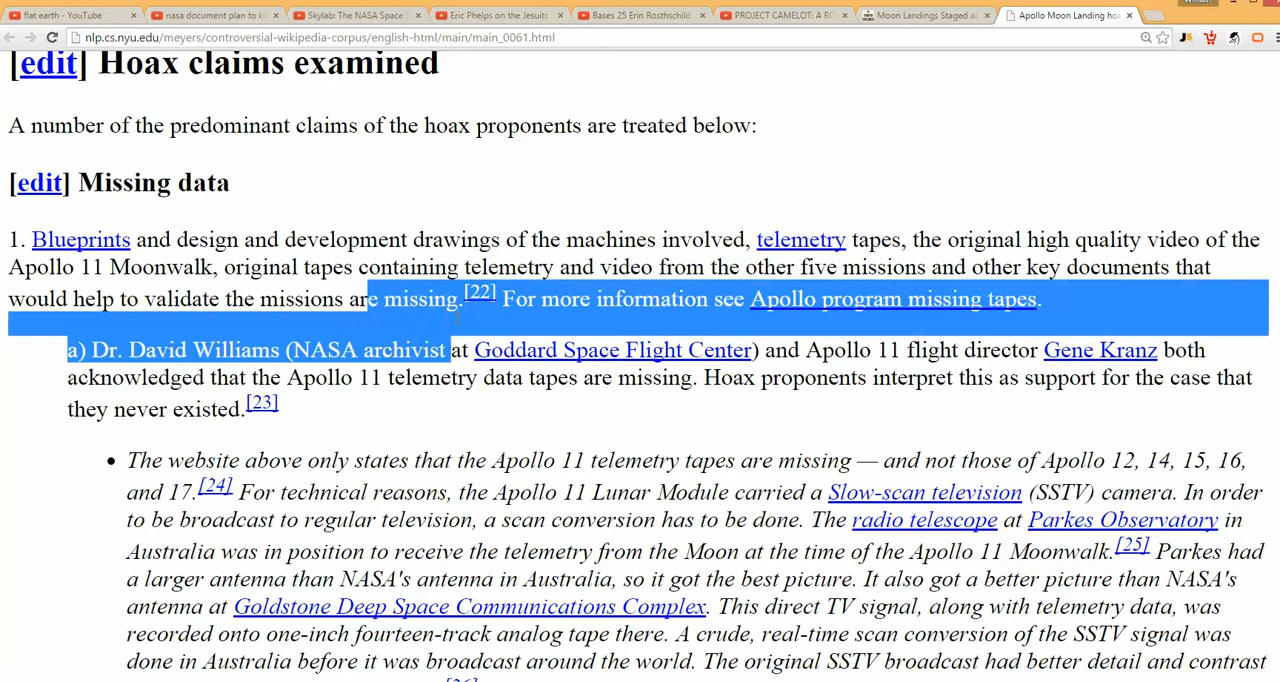 flat earth - YouTube
nasa document plan to ki
Skylab: The NASA Space S
Eric Phelps on the Jesuits
Bases 25 Erin Rosthschild
PROJECT CAMELOT: A RO
Moon Landings Staged a
Apollo Moon Landing hoa
nlp.cs.nyu.edu/meyers/controversial-wikipedia-corpus/english-html/main/main_0061.html
[edit] Hoax claims examined
A number of the predominant claims of the hoax proponents are treated below:
[edit] Missing data
1. Blueprints and design and development drawings of the machines involved, telemetry tapes, the original high quality video of the
Apollo 11 Moonwalk, original tapes containing telemetry and video from the other five missions and other key documents that
would help to validate the missions are missing.[22] For more information see Apollo program missing tapes.
a) Dr. David Williams (NASA archivist at Goddard Space Flight Center) and Apollo 11 flight director Gene Kranz both
acknowledged that the Apollo 11 telemetry data tapes are missing. Hoax proponents interpret this as support for the case that
they never existed.[23]
• The website above only states that the Apollo 11 telemetry tapes are missing — and not those of Apollo 12, 14, 15, 16,
and 17.[24] For technical reasons, the Apollo 11 Lunar Module carried a Slow-scan television (SSTV) camera. In order
to be broadcast to regular television, a scan conversion has to be done. The radio telescope at Parkes Observatory in
Australia was in position to receive the telemetry from the Moon at the time of the Apollo 11 Moonwalk.[25] Parkes had
a larger antenna than NASA's antenna in Australia, so it got the best picture. It also got a better picture than NASA's
antenna at Goldstone Deep Space Communications Complex. This direct TV signal, along with telemetry data, was
recorded onto one-inch fourteen-track analog tape there. A crude, real-time scan conversion of the SSTV signal was
done in Australia before it was broadcast around the world. The original SSTV broadcast had better detail and contrast